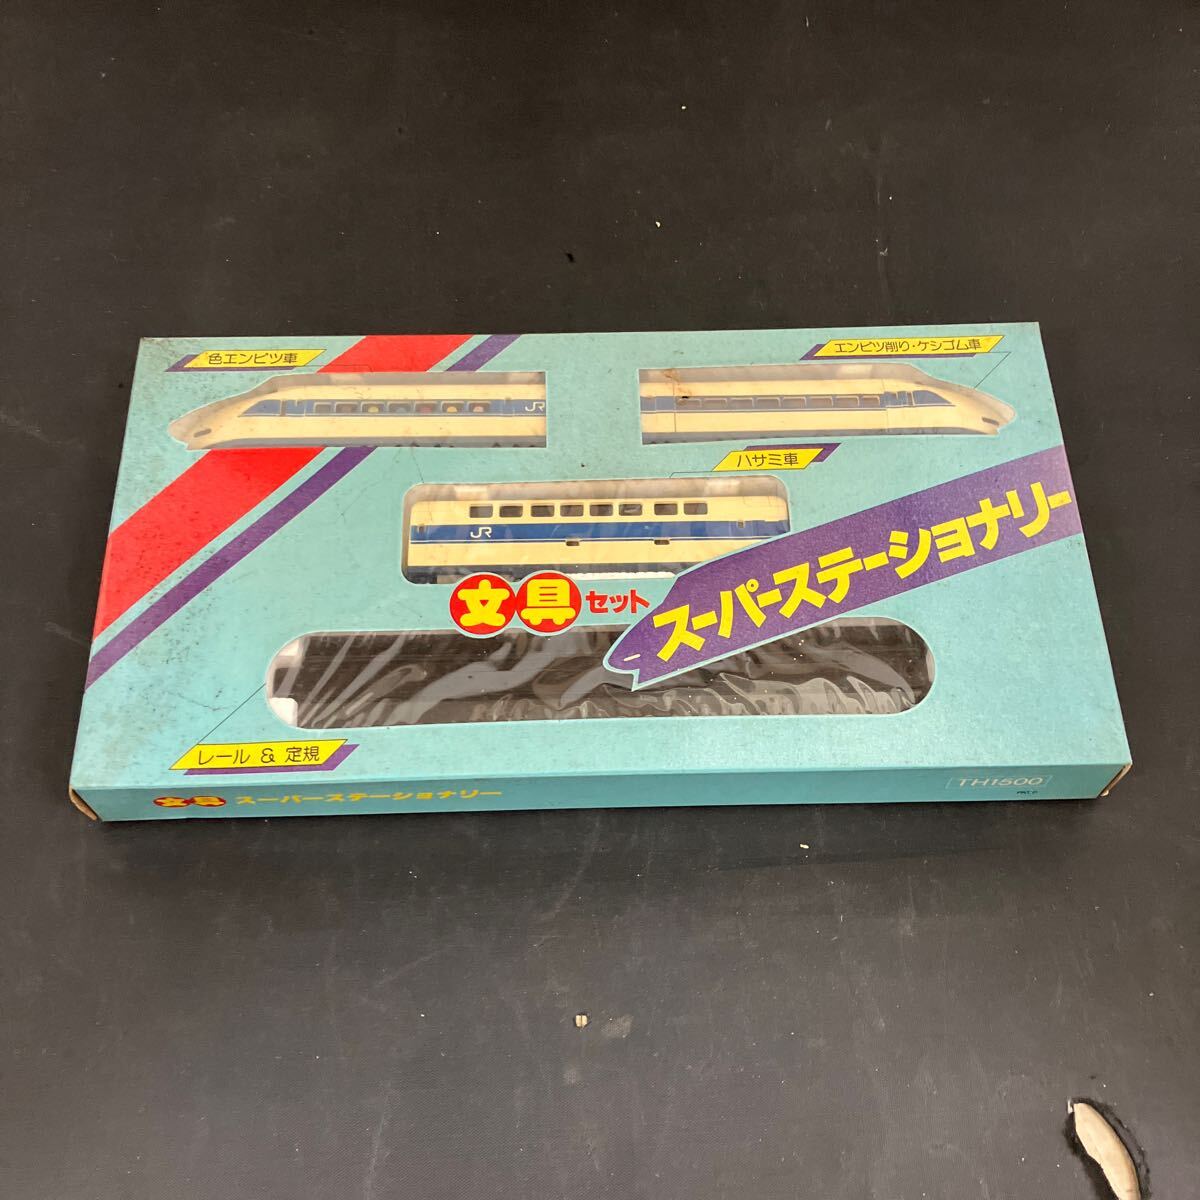 色エンピツ車
エンピツ削り・ケシゴム車
JR
ハサミ車
JR
文具セット
スーパーステーショナリー
レール & 定規
文具 スーパーステーショナリー
TH1500